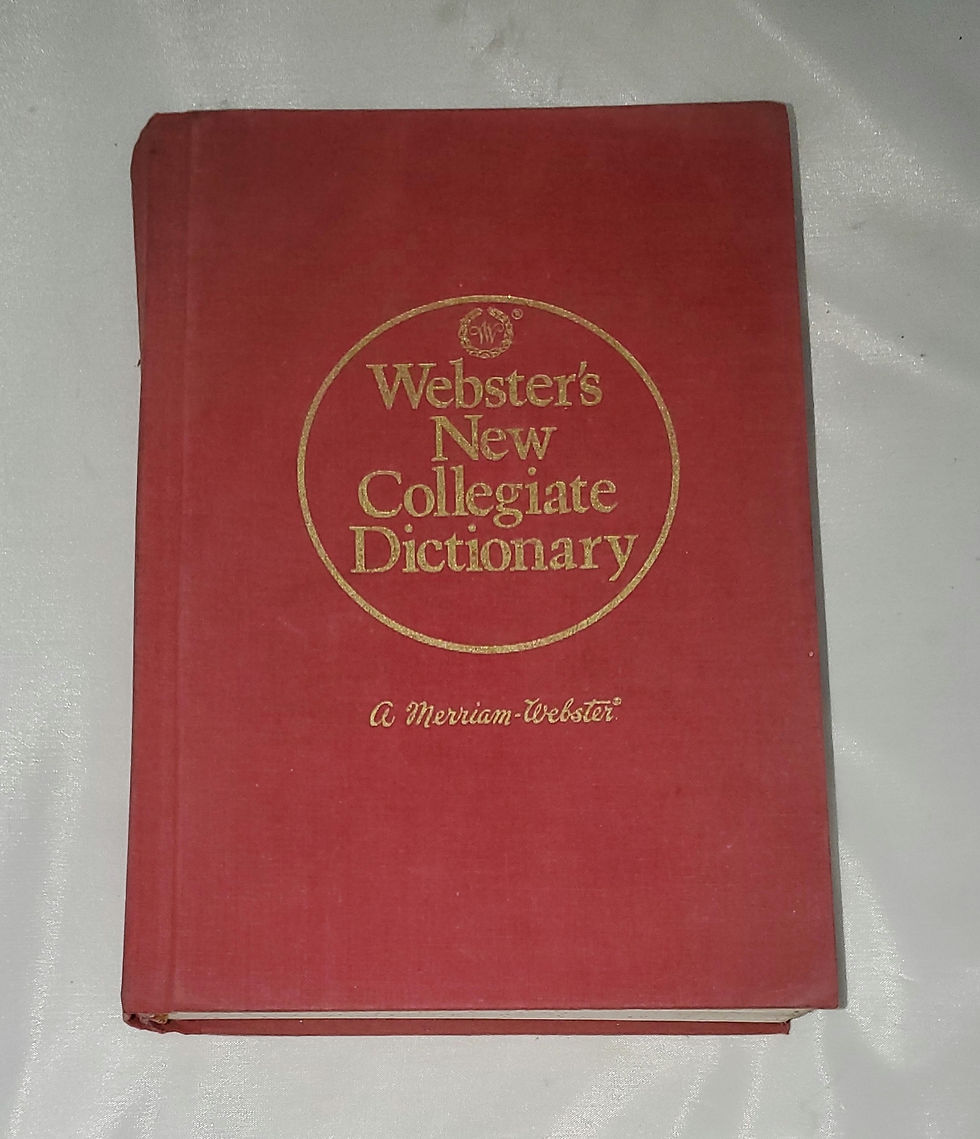 W ®
Webster's
New
Collegiate
Dictionary
A Merriam-Webster®